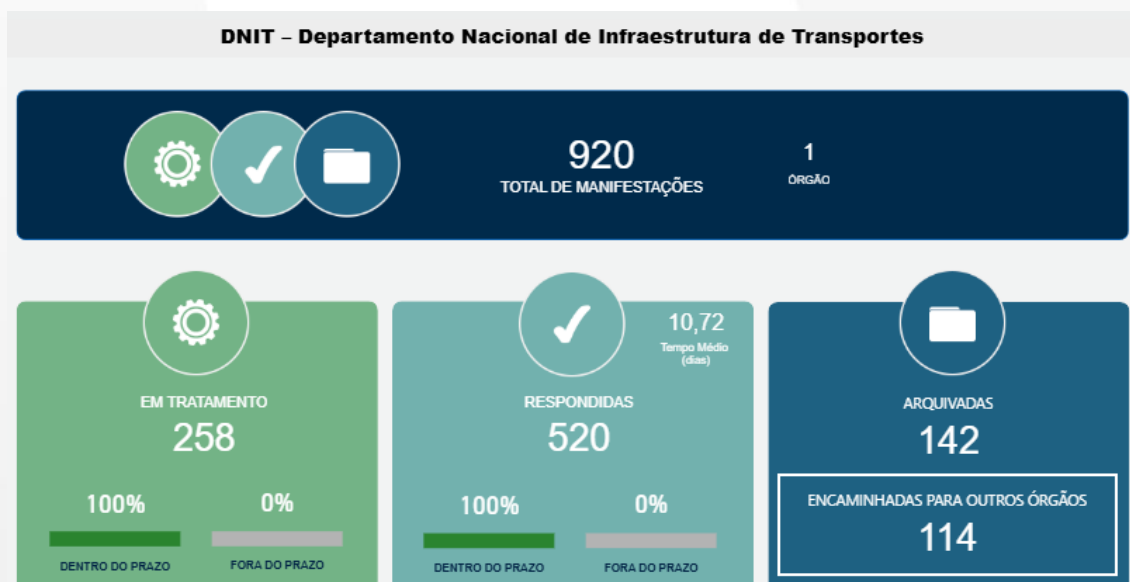 DNIT – Departamento Nacional de Infraestrutura de Transportes
920
TOTAL DE MANIFESTAÇÕES
1
ÓRGÃO
EM TRATAMENTO
258
100%
DENTRO DO PRAZO
0%
FORA DO PRAZO
10,72
Tempo Médio
(dias)
RESPONDIDAS
520
100%
DENTRO DO PRAZO
0%
FORA DO PRAZO
ARQUIVADAS
142
ENCAMINHADAS PARA OUTROS ÓRGÃOS
114